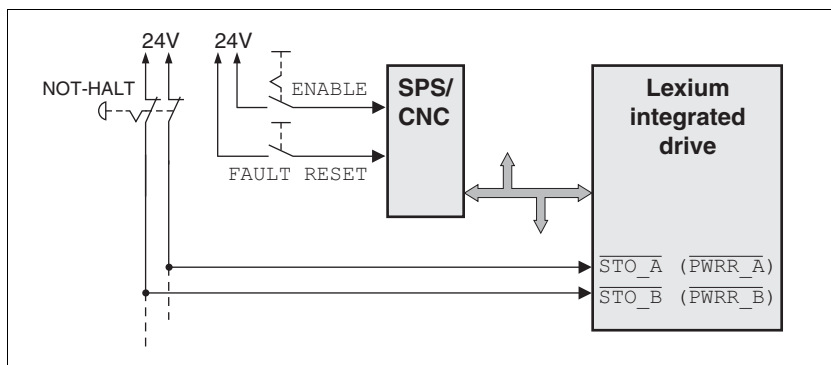 24V 24V
NOT-HALT
ENABLE
FAULT RESET
SPS/
CNC
Lexium
integrated
drive
STO_A (PWRR_A)
STO_B (PWRR_B)